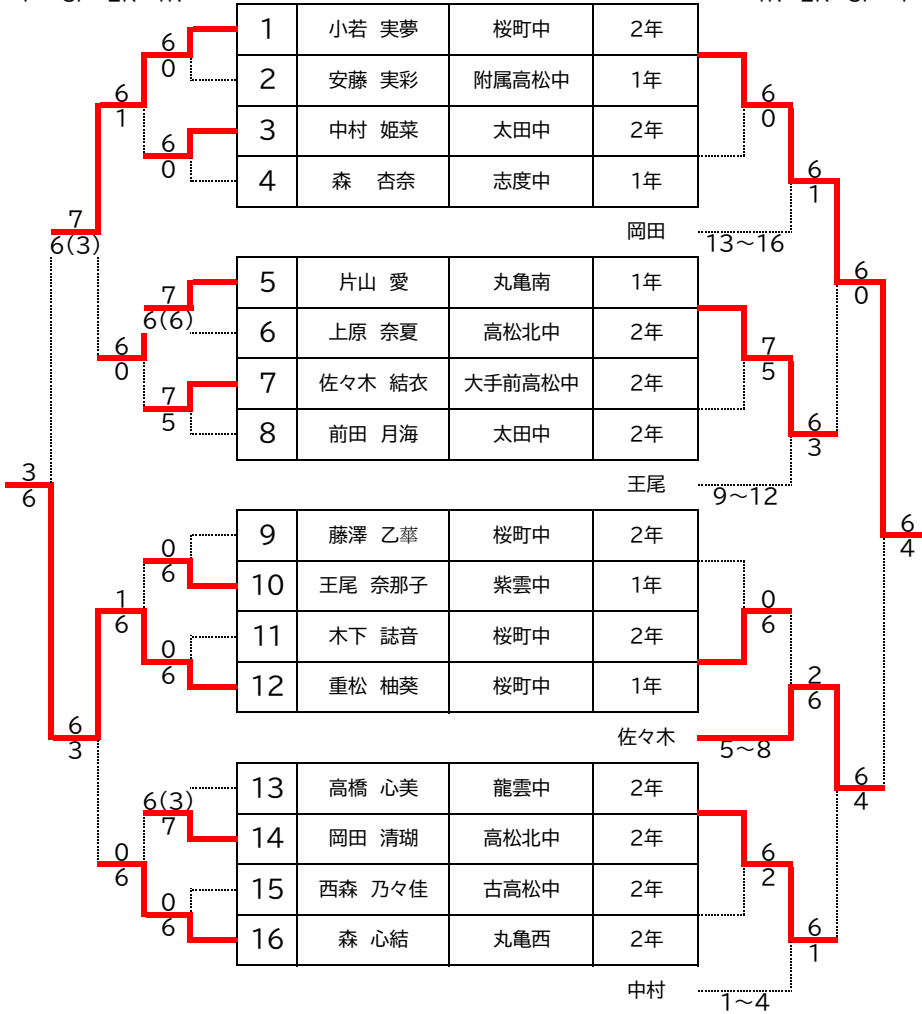 1 小若 実夢 桜町中 2年
6
0
2 安藤 実彩 附属高松中 1年
6
1
6
0
3 中村 姫菜 太田中 2年
6
0
4 森 杏奈 志度中 1年
6
1
7
6(3)
岡田 13～16
5 片山 愛 丸亀南 1年
7
6(6)
6
0
6 上原 奈夏 高松北中 2年
6
0
7
5
7 佐々木 結衣 大手前高松中 2年
7
5
8 前田 月海 太田中 2年
6
3
3
6
王尾 9～12
9 藤澤 桜町中 2年
0
6
6
4
10 王尾 奈那子 紫雲中 1年
1
6
0
6
11 木下 誌音 桜町中 2年
0
6
12 重松 柚葵 桜町中 1年
2
6
6
3
佐々木 5～8
13 高橋 心美 龍雲中 2年
6(3)
7
6
4
14 岡田 清瑚 高松北中 2年
0
6
6
2
15 西森 乃々佳 古高松中 2年
0
6
16 森 心結 丸亀西 2年
6
1
中村 1～4